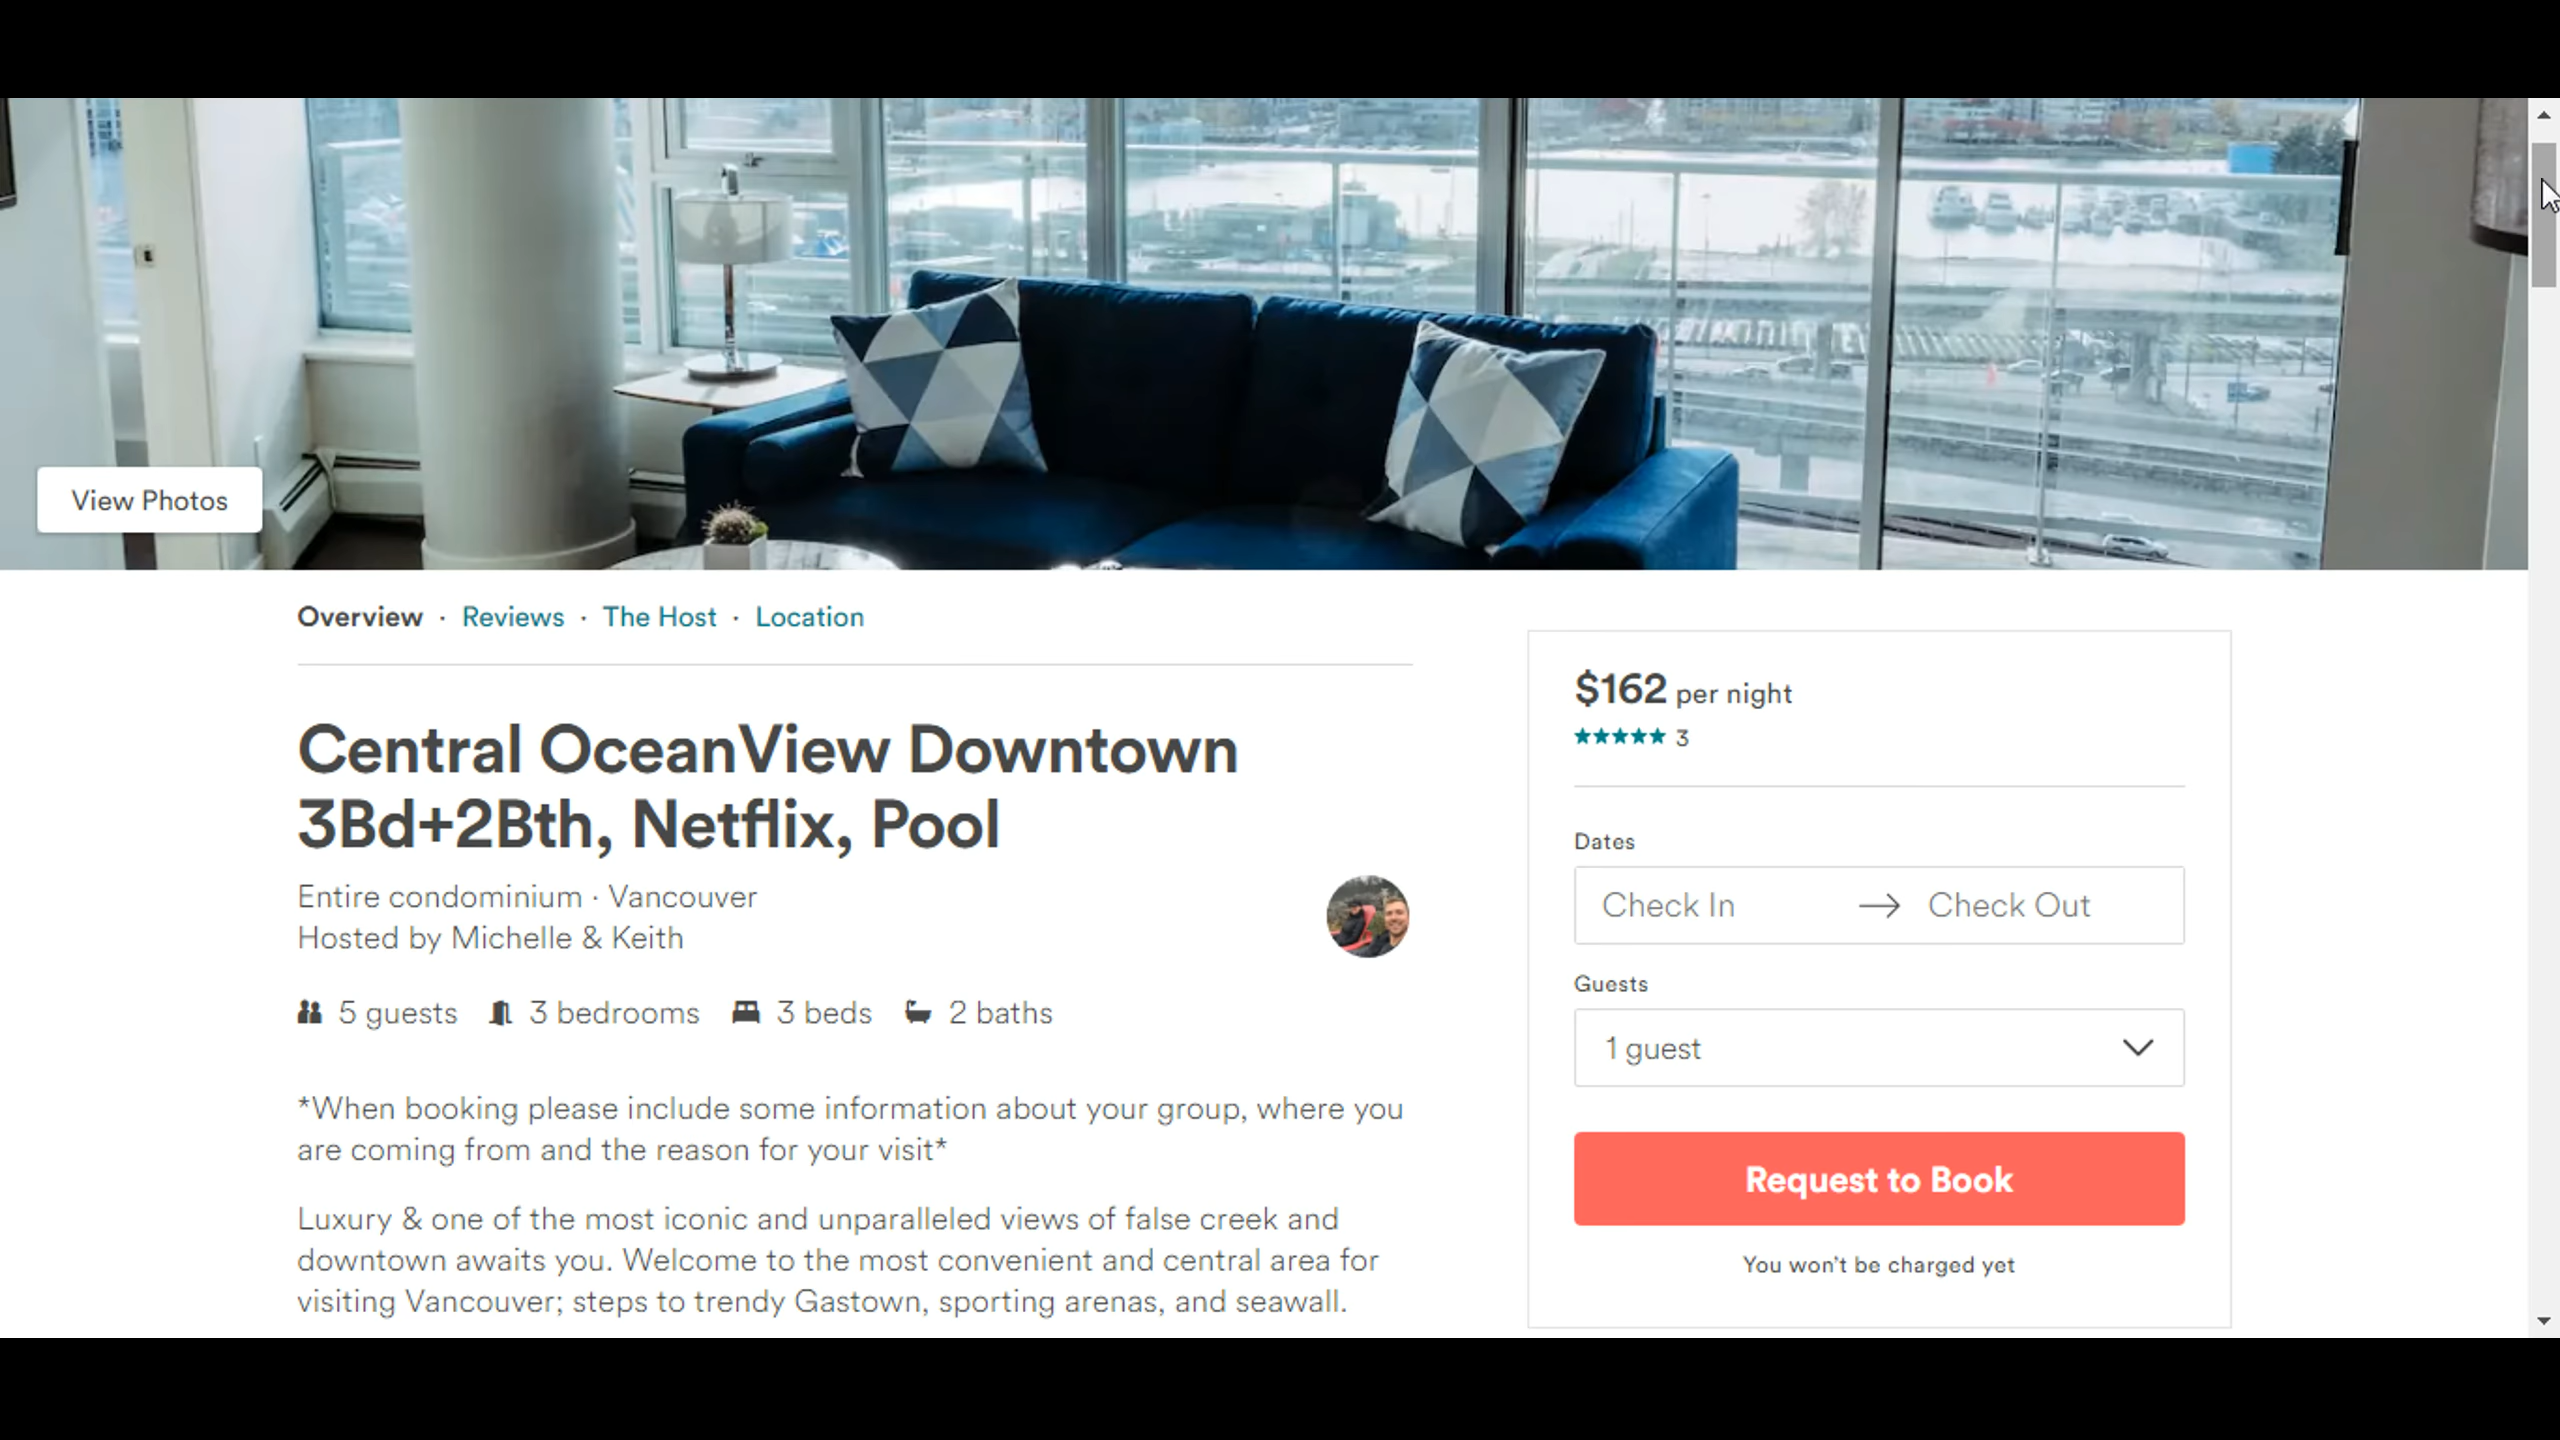 View Photos
Overview · Reviews · The Host · Location
Central OceanView Downtown
3Bd+2Bth, Netflix, Pool
Entire condominium · Vancouver
Hosted by Michelle & Keith
5 guests 3 bedrooms 3 beds 2 baths
*When booking please include some information about your group, where you
are coming from and the reason for your visit*
Luxury & one of the most iconic and unparalleled views of false creek and
downtown awaits you. Welcome to the most convenient and central area for
visiting Vancouver; steps to trendy Gastown, sporting arenas, and seawall.
$162 per night
★★★★★ 3
Dates
Check In → Check Out
Guests
1 guest
Request to Book
You won't be charged yet